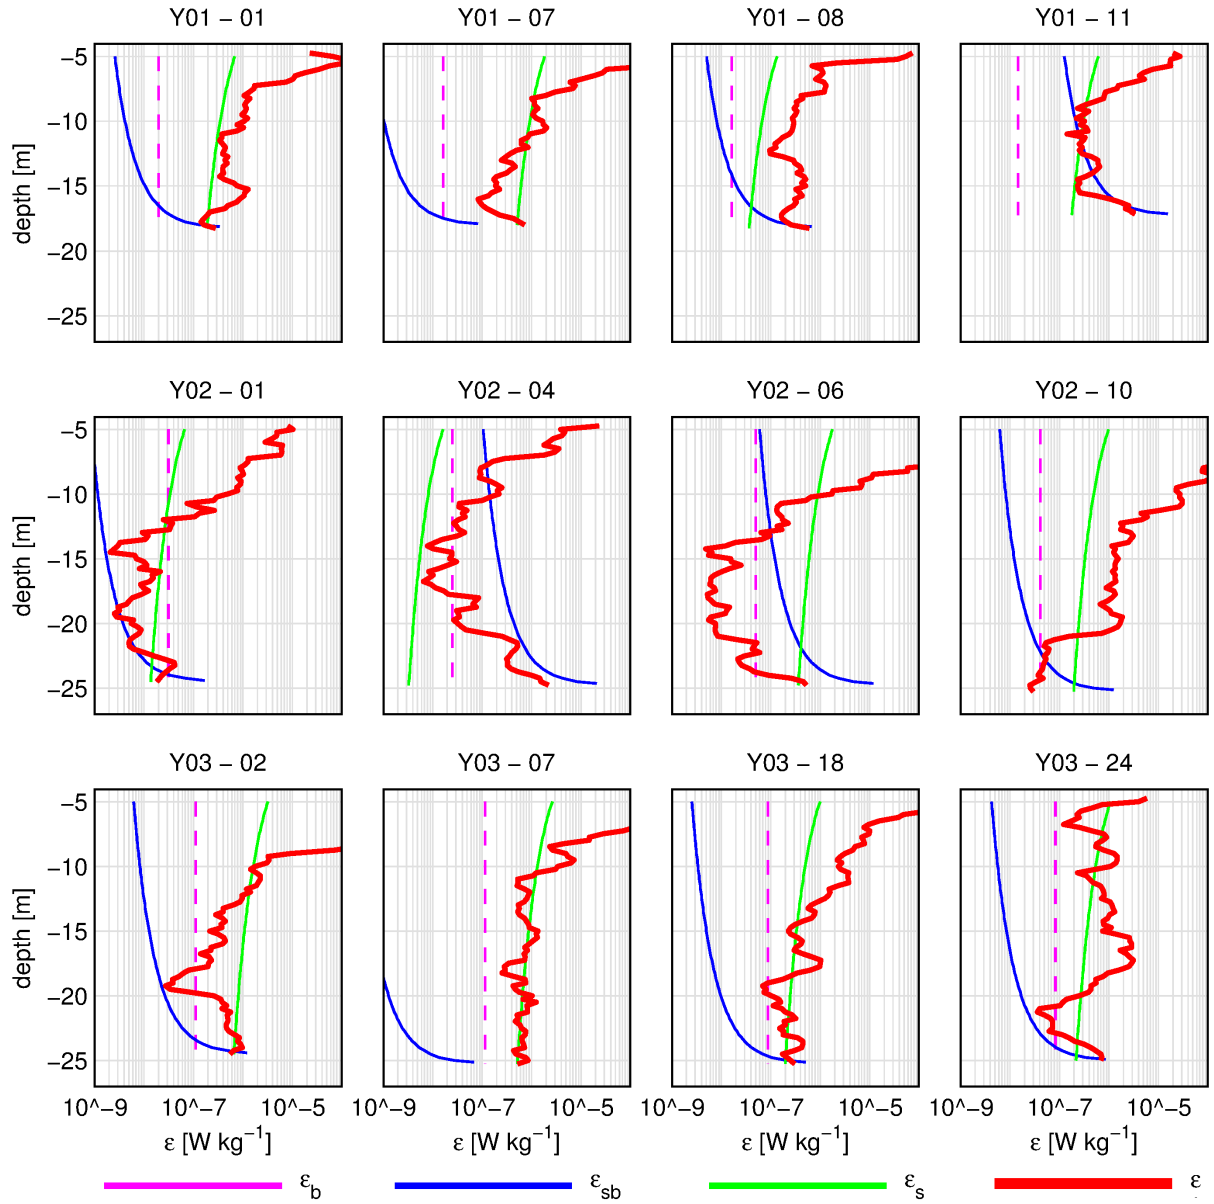 Y01 − 01 Y01 − 07 Y01 − 08 Y01 − 11
−5
−10
−15
−20
−25
depth [m]
Y02 − 01 Y02 − 04 Y02 − 06 Y02 − 10
−5
−10
−15
−20
−25
depth [m]
Y03 − 02 Y03 − 07 Y03 − 18 Y03 − 24
−5
−10
−15
−20
−25
depth [m]
10^−9 10^−7 10^−5 10^−9 10^−7 10^−5 10^−9 10^−7 10^−5 10^−9 10^−7 10^−5
ε [W kg⁻¹] ε [W kg⁻¹] ε [W kg⁻¹] ε [W kg⁻¹]
ε_b ε_sb ε_s ε